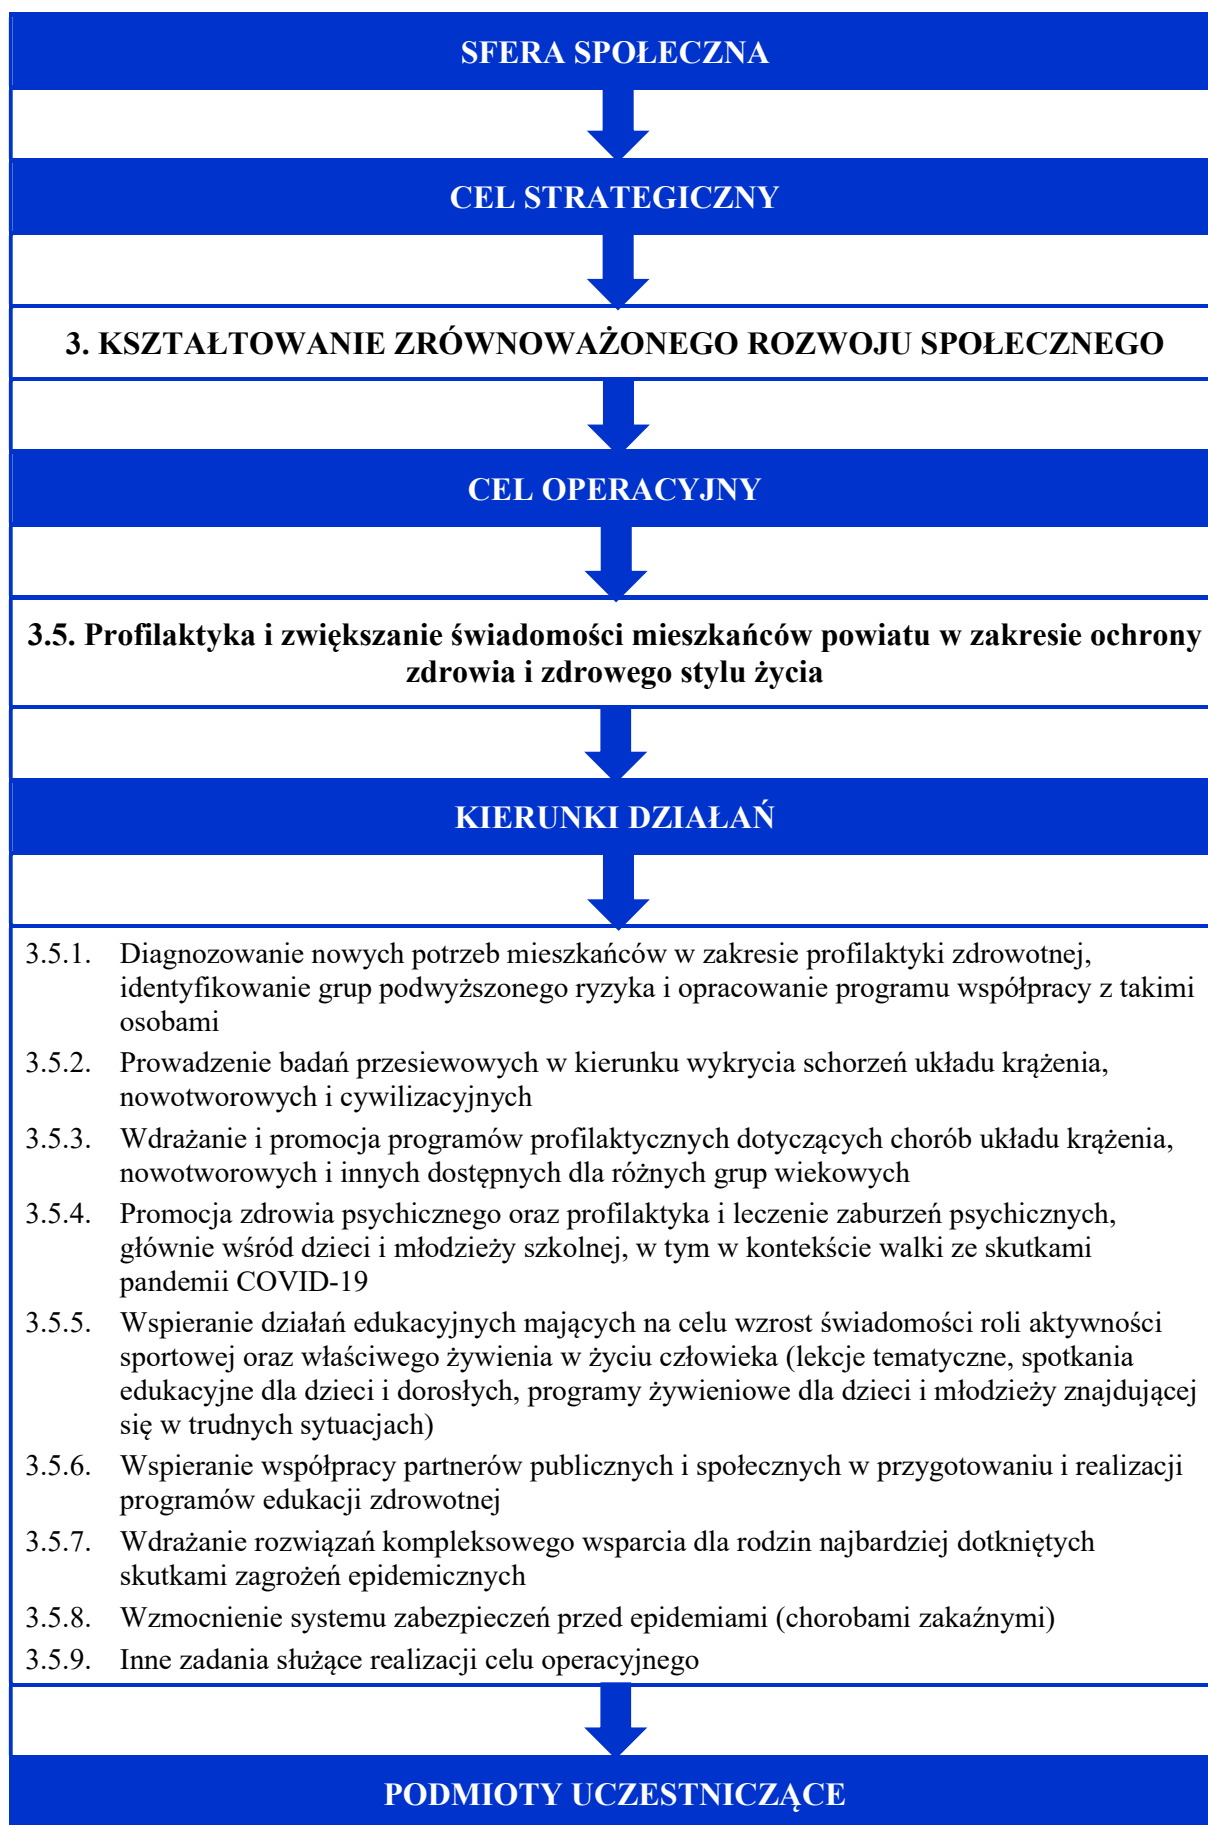 SFERA SPOŁECZNA
CEL STRATEGICZNY
3. KSZTAŁTOWANIE ZRÓWNOWAŻONEGO ROZWOJU SPOŁECZNEGO
CEL OPERACYJNY
3.5. Profilaktyka i zwiększanie świadomości mieszkańców powiatu w zakresie ochrony
zdrowia i zdrowego stylu życia
KIERUNKI DZIAŁAŃ
3.5.1. Diagnozowanie nowych potrzeb mieszkańców w zakresie profilaktyki zdrowotnej,
identyfikowanie grup podwyższonego ryzyka i opracowanie programu współpracy z takimi
osobami
3.5.2. Prowadzenie badań przesiewowych w kierunku wykrycia schorzeń układu krążenia,
nowotworowych i cywilizacyjnych
3.5.3. Wdrażanie i promocja programów profilaktycznych dotyczących chorób układu krążenia,
nowotworowych i innych dostępnych dla różnych grup wiekowych
3.5.4. Promocja zdrowia psychicznego oraz profilaktyka i leczenie zaburzeń psychicznych,
głównie wśród dzieci i młodzieży szkolnej, w tym w kontekście walki ze skutkami
pandemii COVID-19
3.5.5. Wspieranie działań edukacyjnych mających na celu wzrost świadomości roli aktywności
sportowej oraz właściwego żywienia w życiu człowieka (lekcje tematyczne, spotkania
edukacyjne dla dzieci i dorosłych, programy żywieniowe dla dzieci i młodzieży znajdującej
się w trudnych sytuacjach)
3.5.6. Wspieranie współpracy partnerów publicznych i społecznych w przygotowaniu i realizacji
programów edukacji zdrowotnej
3.5.7. Wdrażanie rozwiązań kompleksowego wsparcia dla rodzin najbardziej dotkniętych
skutkami zagrożeń epidemicznych
3.5.8. Wzmocnienie systemu zabezpieczeń przed epidemiami (chorobami zakaźnymi)
3.5.9. Inne zadania służące realizacji celu operacyjnego
PODMIOTY UCZESTNICZĄCE